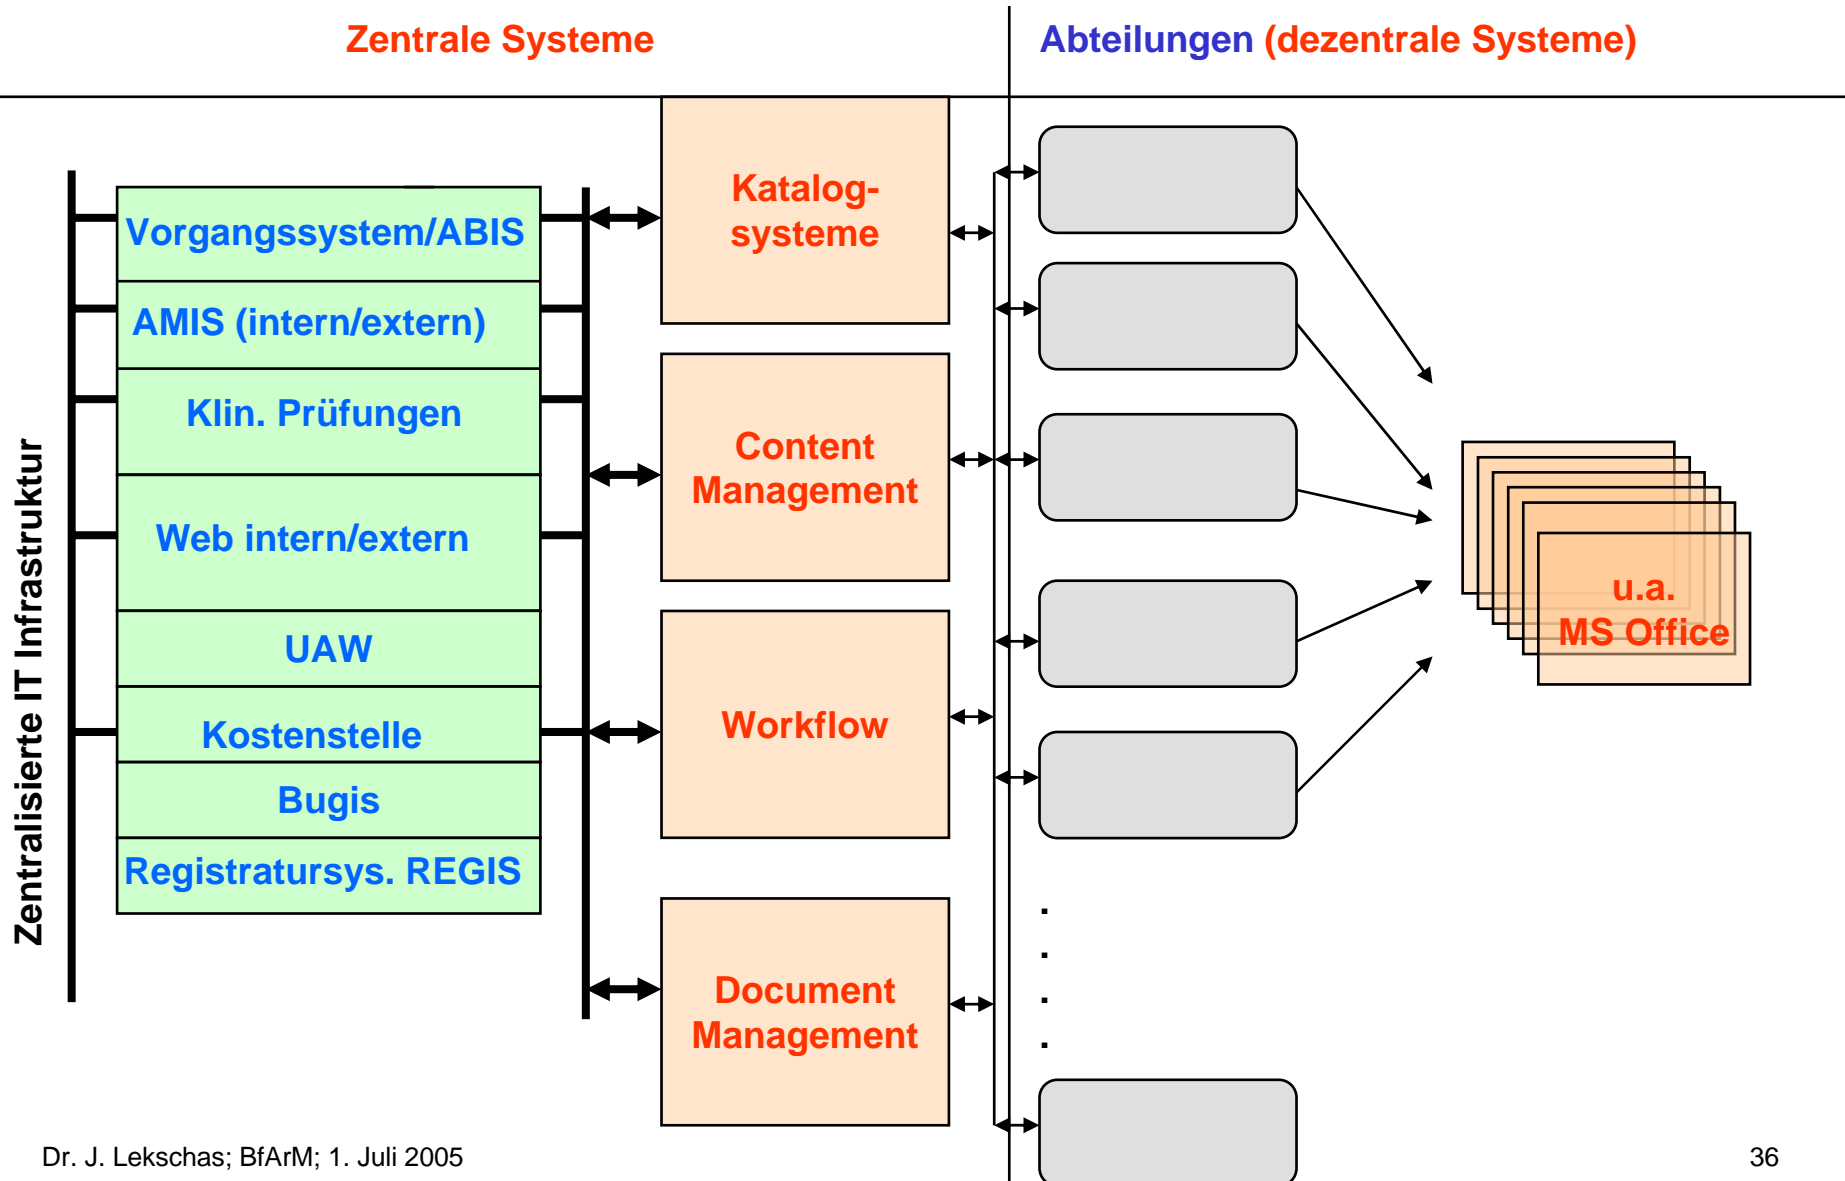 Zentrale Systeme
Abteilungen (dezentrale Systeme)
Zentralisierte IT Infrastruktur
Vorgangssystem/ABIS
AMIS (intern/extern)
Klin. Prüfungen
Web intern/extern
UAW
Kostenstelle
Bugis
Registratursys. REGIS
Katalog-
systeme
Content
Management
Workflow
Document
Management
.
.
.
.
u.a.
MS Office
Dr. J. Lekschas; BfArM; 1. Juli 2005
36